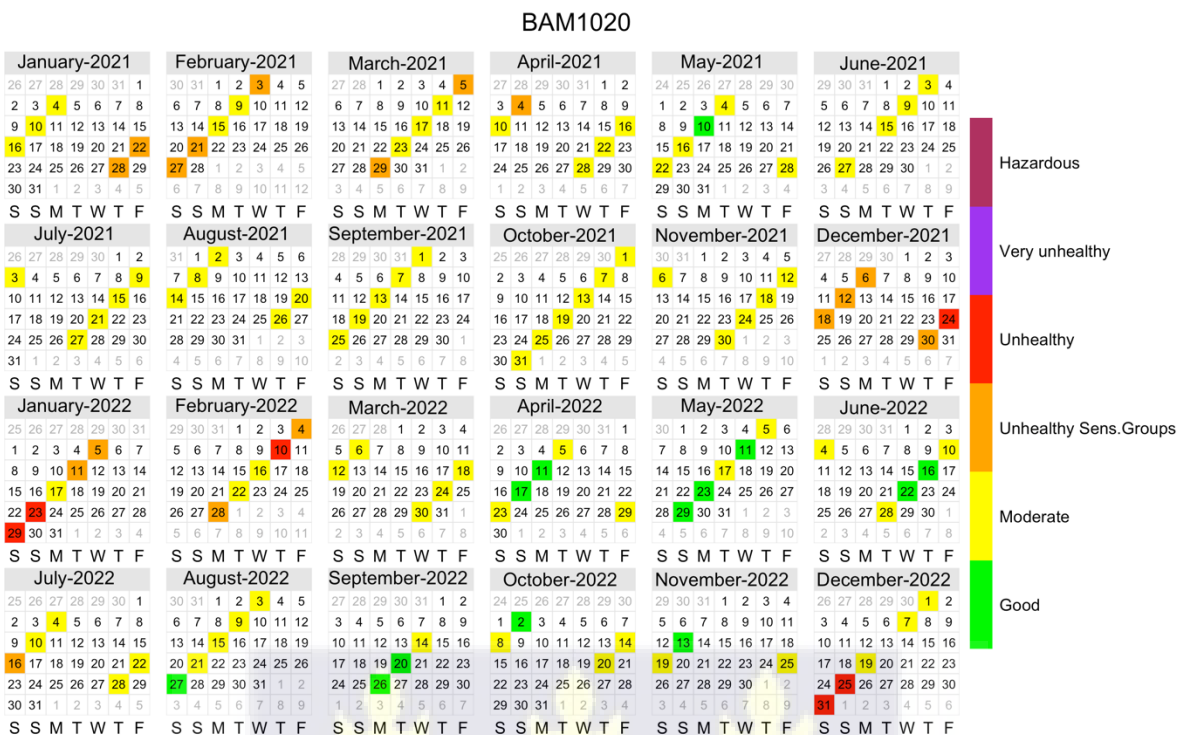 BAM1020
January-2021
26 27 28 29 30 31 1
2 3 4 5 6 7 8
9 10 11 12 13 14 15
16 17 18 19 20 21 22
23 24 25 26 27 28 29
30 31 1 2 3 4 5
S S M T W T F
February-2021
30 31 1 2 3 4 5
6 7 8 9 10 11 12
13 14 15 16 17 18 19
20 21 22 23 24 25 26
27 28 1 2 3 4 5
6 7 8 9 10 11 12
S S M T W T F
March-2021
27 28 1 2 3 4 5
6 7 8 9 10 11 12
13 14 15 16 17 18 19
20 21 22 23 24 25 26
27 28 29 30 31 1 2
3 4 5 6 7 8 9
S S M T W T F
April-2021
27 28 29 30 31 1 2
3 4 5 6 7 8 9
10 11 12 13 14 15 16
17 18 19 20 21 22 23
24 25 26 27 28 29 30
1 2 3 4 5 6 7
S S M T W T F
May-2021
24 25 26 27 28 29 30
1 2 3 4 5 6 7
8 9 10 11 12 13 14
15 16 17 18 19 20 21
22 23 24 25 26 27 28
29 30 31 1 2 3 4
S S M T W T F
June-2021
29 30 31 1 2 3 4
5 6 7 8 9 10 11
12 13 14 15 16 17 18
19 20 21 22 23 24 25
26 27 28 29 30 1 2
3 4 5 6 7 8 9
S S M T W T F
July-2021
26 27 28 29 30 1 2
3 4 5 6 7 8 9
10 11 12 13 14 15 16
17 18 19 20 21 22 23
24 25 26 27 28 29 30
31 1 2 3 4 5 6
S S M T W T F
August-2021
31 1 2 3 4 5 6
7 8 9 10 11 12 13
14 15 16 17 18 19 20
21 22 23 24 25 26 27
28 29 30 31 1 2 3
4 5 6 7 8 9 10
S S M T W T F
September-2021
28 29 30 31 1 2 3
4 5 6 7 8 9 10
11 12 13 14 15 16 17
18 19 20 21 22 23 24
25 26 27 28 29 30 1
2 3 4 5 6 7 8
S S M T W T F
October-2021
25 26 27 28 29 30 1
2 3 4 5 6 7 8
9 10 11 12 13 14 15
16 17 18 19 20 21 22
23 24 25 26 27 28 29
30 31 1 2 3 4 5
S S M T W T F
November-2021
30 31 1 2 3 4 5
6 7 8 9 10 11 12
13 14 15 16 17 18 19
20 21 22 23 24 25 26
27 28 29 30 1 2 3
4 5 6 7 8 9 10
S S M T W T F
December-2021
27 28 29 30 1 2 3
4 5 6 7 8 9 10
11 12 13 14 15 16 17
18 19 20 21 22 23 24
25 26 27 28 29 30 31
1 2 3 4 5 6 7
S S M T W T F
January-2022
25 26 27 28 29 30 31
1 2 3 4 5 6 7
8 9 10 11 12 13 14
15 16 17 18 19 20 21
22 23 24 25 26 27 28
29 30 31 1 2 3 4
S S M T W T F
February-2022
29 30 31 1 2 3 4
5 6 7 8 9 10 11
12 13 14 15 16 17 18
19 20 21 22 23 24 25
26 27 28 1 2 3 4
5 6 7 8 9 10 11
S S M T W T F
March-2022
26 27 28 1 2 3 4
5 6 7 8 9 10 11
12 13 14 15 16 17 18
19 20 21 22 23 24 25
26 27 28 29 30 31 1
2 3 4 5 6 7 8
S S M T W T F
April-2022
26 27 28 29 30 31 1
2 3 4 5 6 7 8
9 10 11 12 13 14 15
16 17 18 19 20 21 22
23 24 25 26 27 28 29
30 1 2 3 4 5 6
S S M T W T F
May-2022
30 1 2 3 4 5 6
7 8 9 10 11 12 13
14 15 16 17 18 19 20
21 22 23 24 25 26 27
28 29 30 31 1 2 3
4 5 6 7 8 9 10
S S M T W T F
June-2022
28 29 30 31 1 2 3
4 5 6 7 8 9 10
11 12 13 14 15 16 17
18 19 20 21 22 23 24
25 26 27 28 29 30 1
2 3 4 5 6 7 8
S S M T W T F
July-2022
25 26 27 28 29 30 1
2 3 4 5 6 7 8
9 10 11 12 13 14 15
16 17 18 19 20 21 22
23 24 25 26 27 28 29
30 31 1 2 3 4 5
S S M T W T F
August-2022
30 31 1 2 3 4 5
6 7 8 9 10 11 12
13 14 15 16 17 18 19
20 21 22 23 24 25 26
27 28 29 30 31 1 2
3 4 5 6 7 8 9
S S M T W T F
September-2022
27 28 29 30 31 1 2
3 4 5 6 7 8 9
10 11 12 13 14 15 16
17 18 19 20 21 22 23
24 25 26 27 28 29 30
1 2 3 4 5 6 7
S S M T W T F
October-2022
24 25 26 27 28 29 30
1 2 3 4 5 6 7
8 9 10 11 12 13 14
15 16 17 18 19 20 21
22 23 24 25 26 27 28
29 30 31 1 2 3 4
S S M T W T F
November-2022
29 30 31 1 2 3 4
5 6 7 8 9 10 11
12 13 14 15 16 17 18
19 20 21 22 23 24 25
26 27 28 29 30 1 2
3 4 5 6 7 8 9
S S M T W T F
December-2022
26 27 28 29 30 1 2
3 4 5 6 7 8 9
10 11 12 13 14 15 16
17 18 19 20 21 22 23
24 25 26 27 28 29 30
31 1 2 3 4 5 6
S S M T W T F
Hazardous
Very unhealthy
Unhealthy
Unhealthy Sens.Groups
Moderate
Good